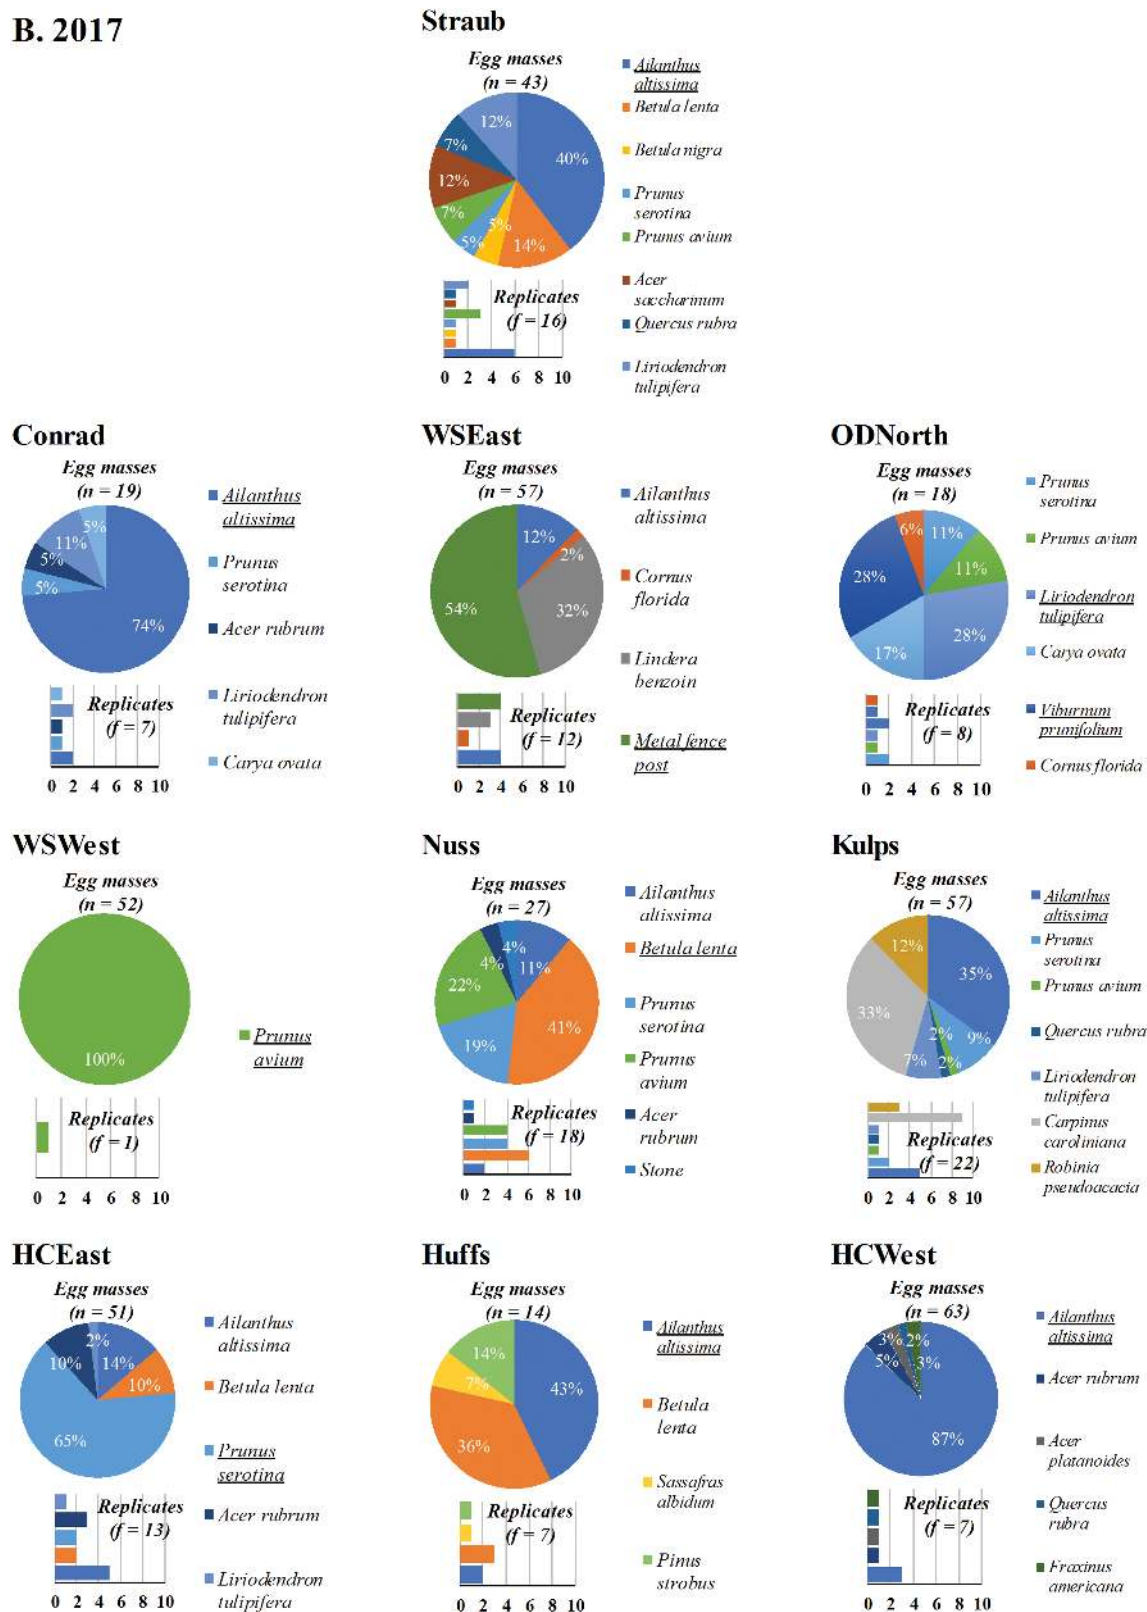 B. 2017
Straub
Egg masses
(n = 43)
12%
7%
12%
7%
5%
5%
14%
40%
Ailanthus
altissima
Betula lenta
Betula nigra
Prunus
serotina
Prunus avium
Acer
saccharinum
Quercus rubra
Liriodendron
tulipifera
Replicates
(f = 16)
0 2 4 6 8 10
Conrad
Egg masses
(n = 19)
5%
11%
5%
5%
74%
Ailanthus
altissima
Prunus
serotina
Acer rubrum
Liriodendron
tulipifera
Carya ovata
Replicates
(f = 7)
0 2 4 6 8 10
WSEast
Egg masses
(n = 57)
12%
2%
54%
32%
Ailanthus
altissima
Cornus
florida
Lindera
benzoin
Metal fence
post
Replicates
(f = 12)
0 2 4 6 8 10
ODNorth
Egg masses
(n = 18)
6%
11%
11%
28%
28%
17%
Prunus
serotina
Prunus avium
Liriodendron
tulipifera
Carya ovata
Viburnum
prunifolium
Cornus florida
Replicates
(f = 8)
0 2 4 6 8 10
WSWest
Egg masses
(n = 52)
100%
Prunus
avium
Replicates
(f = 1)
0 2 4 6 8 10
Nuss
Egg masses
(n = 27)
4%
4%
11%
22%
41%
19%
Ailanthus
altissima
Betula lenta
Prunus
serotina
Prunus
avium
Acer
rubrum
Stone
Replicates
(f = 18)
0 2 4 6 8 10
Kulps
Egg masses
(n = 57)
12%
35%
33%
2%
9%
7%
2%
Ailanthus
altissima
Prunus
serotina
Prunus avium
Quercus rubra
Liriodendron
tulipifera
Carpinus
caroliniana
Robinia
pseudoacacia
Replicates
(f = 22)
0 2 4 6 8 10
HCEast
Egg masses
(n = 51)
2%
10%
14%
10%
65%
Ailanthus
altissima
Betula lenta
Prunus
serotina
Acer rubrum
Liriodendron
tulipifera
Replicates
(f = 13)
0 2 4 6 8 10
Huffs
Egg masses
(n = 14)
14%
7%
43%
36%
Ailanthus
altissima
Betula
lenta
Sassafras
albidum
Pinus
strobus
Replicates
(f = 7)
0 2 4 6 8 10
HCWest
Egg masses
(n = 63)
3%
2%
5%
3%
87%
Ailanthus
altissima
Acer rubrum
Acer
platanoides
Quercus
rubra
Fraxinus
americana
Replicates
(f = 7)
0 2 4 6 8 10